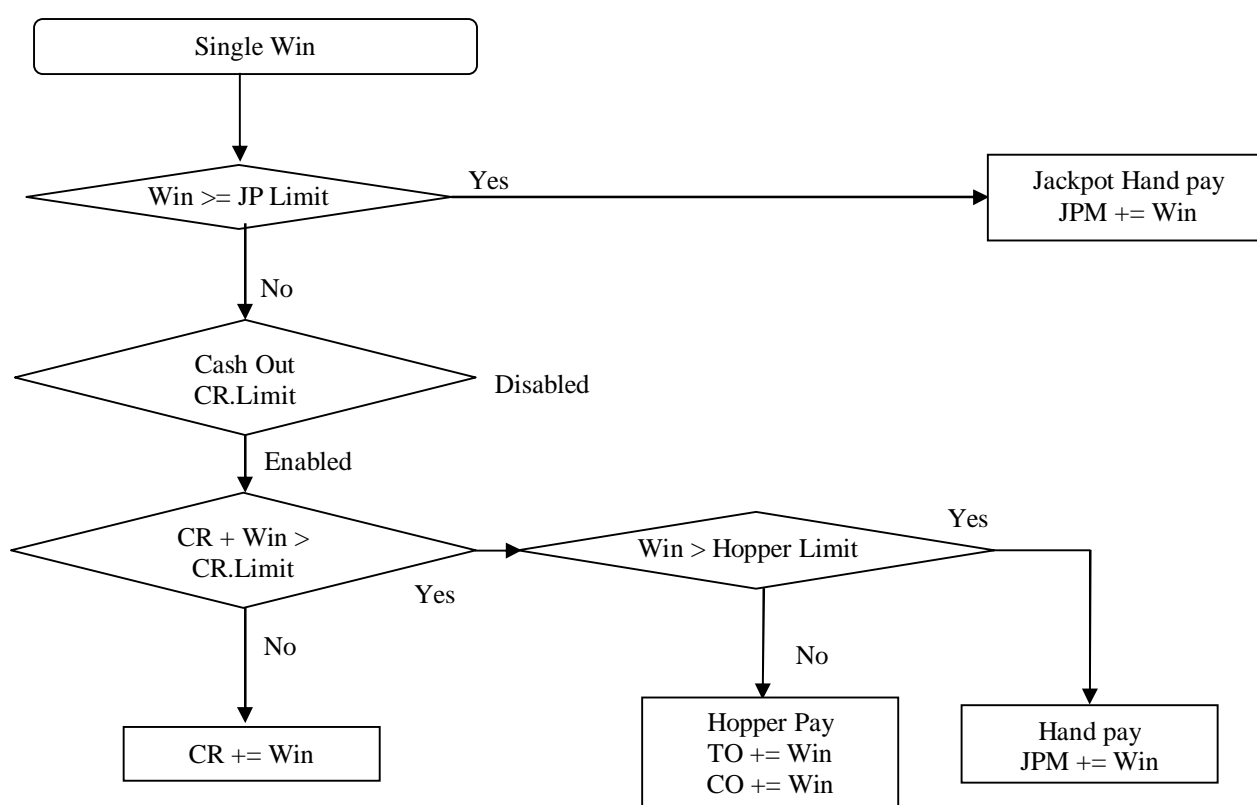 Single Win
Win >= JP Limit
Yes
Jackpot Hand pay
JPM += Win
No
Cash Out
CR.Limit
Disabled
Enabled
CR + Win >
CR.Limit
Yes
Win > Hopper Limit
Yes
No
No
CR += Win
Hopper Pay
TO += Win
CO += Win
Hand pay
JPM += Win